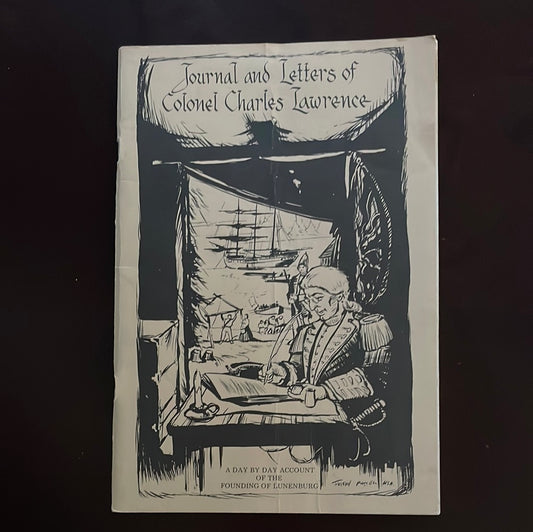 Journal and Letters of
Colonel Charles Lawrence
A DAY BY DAY ACCOUNT
OF THE
FOUNDING OF LUNENBURG